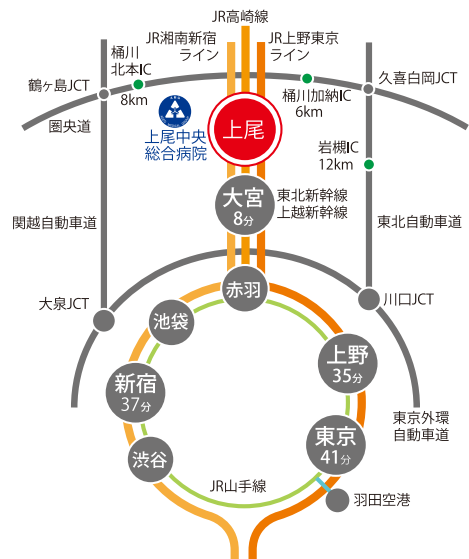 JR高崎線
JR湘南新宿
ライン
JR上野東京
ライン
桶川
北本IC
8km
鶴ヶ島JCT
圏央道
桶川加納IC
6km
久喜白岡JCT
上尾中央
総合病院
上尾
岩槻IC
12km
大宮
8分
東北新幹線
上越新幹線
関越自動車道
東北自動車道
赤羽
大泉JCT
川口JCT
池袋
上野
35分
新宿
37分
東京
41分
東京外環
自動車道
渋谷
JR山手線
羽田空港